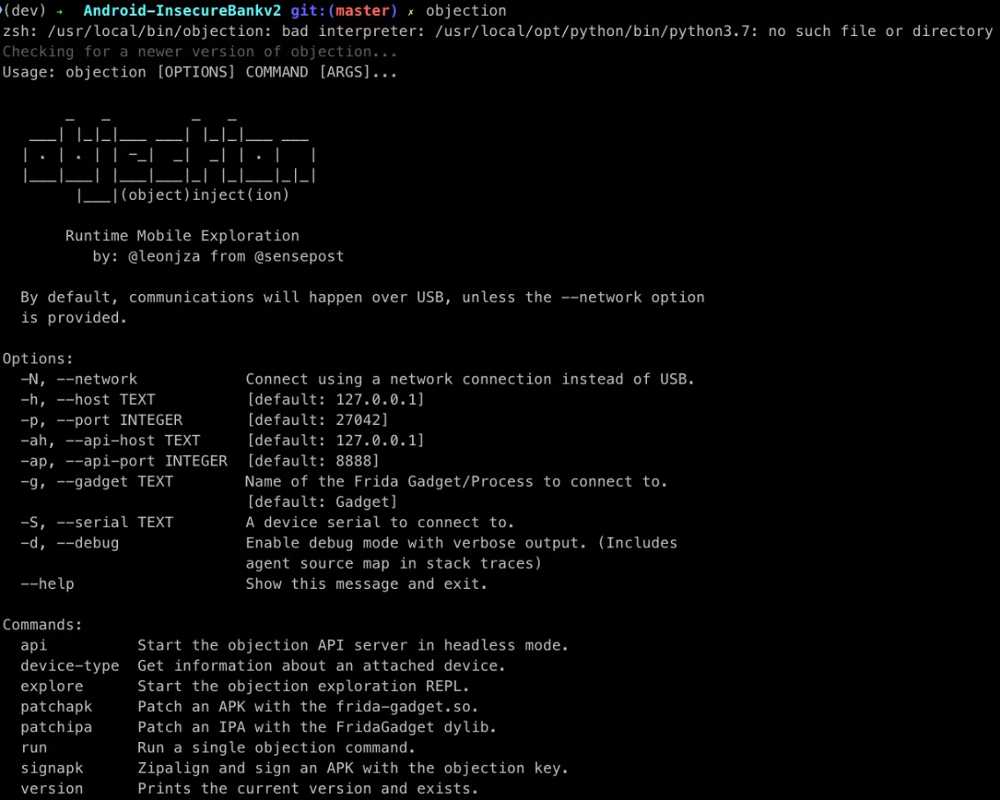 (dev) → Android-InsecureBankv2 git:(master) ✗ objection
zsh: /usr/local/bin/objection: bad interpreter: /usr/local/opt/python/bin/python3.7: no such file or directory
Checking for a newer version of objection...
Usage: objection [OPTIONS] COMMAND [ARGS]...
     _   _         _   _
 ___| |_|_|___ ___| |_|_|___ ___
| . | . | | -_|  _|  _| | . |   |
|___|___| |___|___|_| |_|___|_|_|
      |___|(object)inject(ion)
Runtime Mobile Exploration
by: @leonjza from @sensepost
By default, communications will happen over USB, unless the --network option
is provided.
Options:
-N, --network Connect using a network connection instead of USB.
-h, --host TEXT [default: 127.0.0.1]
-p, --port INTEGER [default: 27042]
-ah, --api-host TEXT [default: 127.0.0.1]
-ap, --api-port INTEGER [default: 8888]
-g, --gadget TEXT Name of the Frida Gadget/Process to connect to.
[default: Gadget]
-S, --serial TEXT A device serial to connect to.
-d, --debug Enable debug mode with verbose output. (Includes
agent source map in stack traces)
--help Show this message and exit.
Commands:
api Start the objection API server in headless mode.
device-type Get information about an attached device.
explore Start the objection exploration REPL.
patchapk Patch an APK with the frida-gadget.so.
patchipa Patch an IPA with the FridaGadget dylib.
run Run a single objection command.
signapk Zipalign and sign an APK with the objection key.
version Prints the current version and exists.